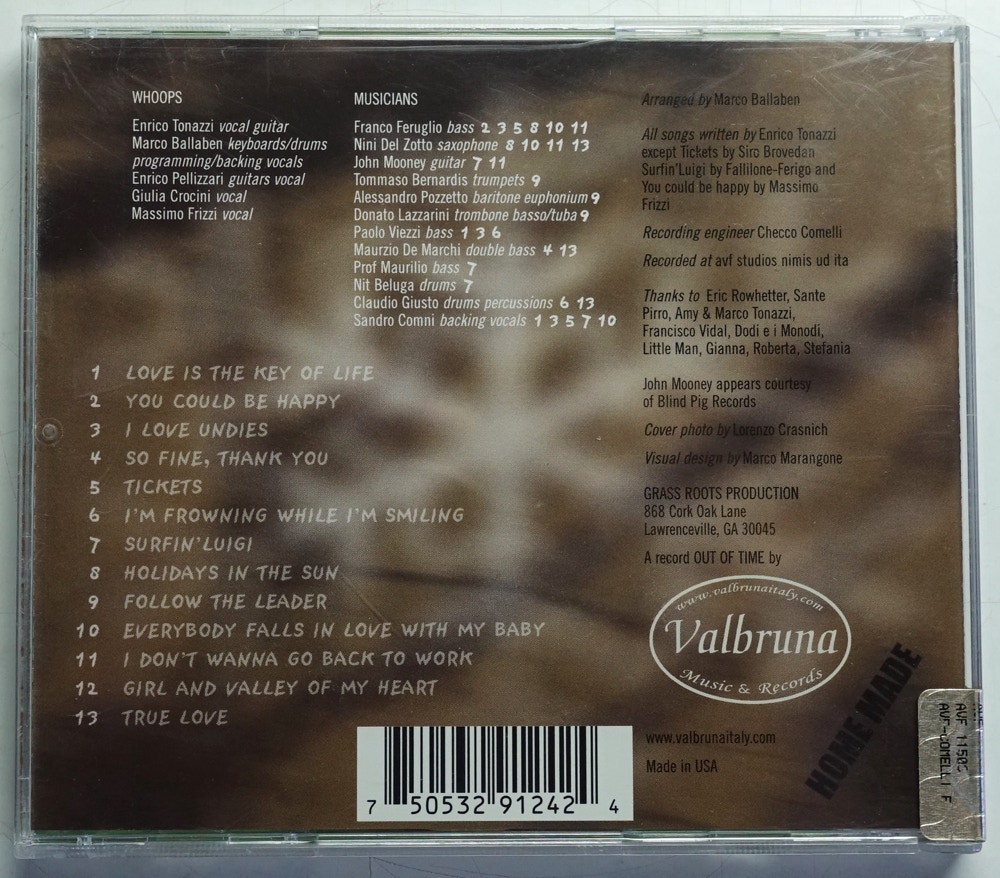 WHOOPS
Enrico Tonazzi vocal guitar
Marco Ballaben keyboards/drums
programming/backing vocals
Enrico Pellizzari guitars vocal
Giulia Crocini vocal
Massimo Frizzi vocal
MUSICIANS
Franco Feruglio bass 2 3 5 8 10 11
Nini Del Zotto saxophone 8 10 11 13
John Mooney guitar 7 11
Tommaso Bernardis trumpets 9
Alessandro Pozzetto baritone euphonium 9
Donato Lazzarini trombone basso/tuba 9
Paolo Viezzi bass 1 3 6
Maurzio De Marchi double bass 4 13
Prof Maurilio bass 7
Nit Beluga drums 7
Claudio Giusto drums percussions 6 13
Sandro Comni backing vocals 1 3 5 7 10
Arranged by Marco Ballaben
All songs written by Enrico Tonazzi
except Tickets by Siro Brovedan
Surfin'Luigi by Fallilone-Ferigo and
You could be happy by Massimo
Frizzi
Recording engineer Checco Comelli
Recorded at avf studios nimis ud ita
Thanks to Eric Rowhetter, Sante
Pirro, Amy & Marco Tonazzi,
Francisco Vidal, Dodi e i Monodi,
Little Man, Gianna, Roberta, Stefania
John Mooney appears courtesy
of Blind Pig Records
Cover photo by Lorenzo Crasnich
Visual design by Marco Marangone
GRASS ROOTS PRODUCTION
868 Cork Oak Lane
Lawrenceville, GA 30045
A record OUT OF TIME by
www.valbrunaitaly.com
Valbruna
Music & Records
www.valbrunaitaly.com
Made in USA
1 LOVE IS THE KEY OF LIFE
2 YOU COULD BE HAPPY
3 I LOVE UNDIES
4 SO FINE, THANK YOU
5 TICKETS
6 I'M FROWNING WHILE I'M SMILING
7 SURFIN'LUIGI
8 HOLIDAYS IN THE SUN
9 FOLLOW THE LEADER
10 EVERYBODY FALLS IN LOVE WITH MY BABY
11 I DON'T WANNA GO BACK TO WORK
12 GIRL AND VALLEY OF MY HEART
13 TRUE LOVE
7 50532 91242 4
HOME MADE
AVF
AVF-COMELLI F